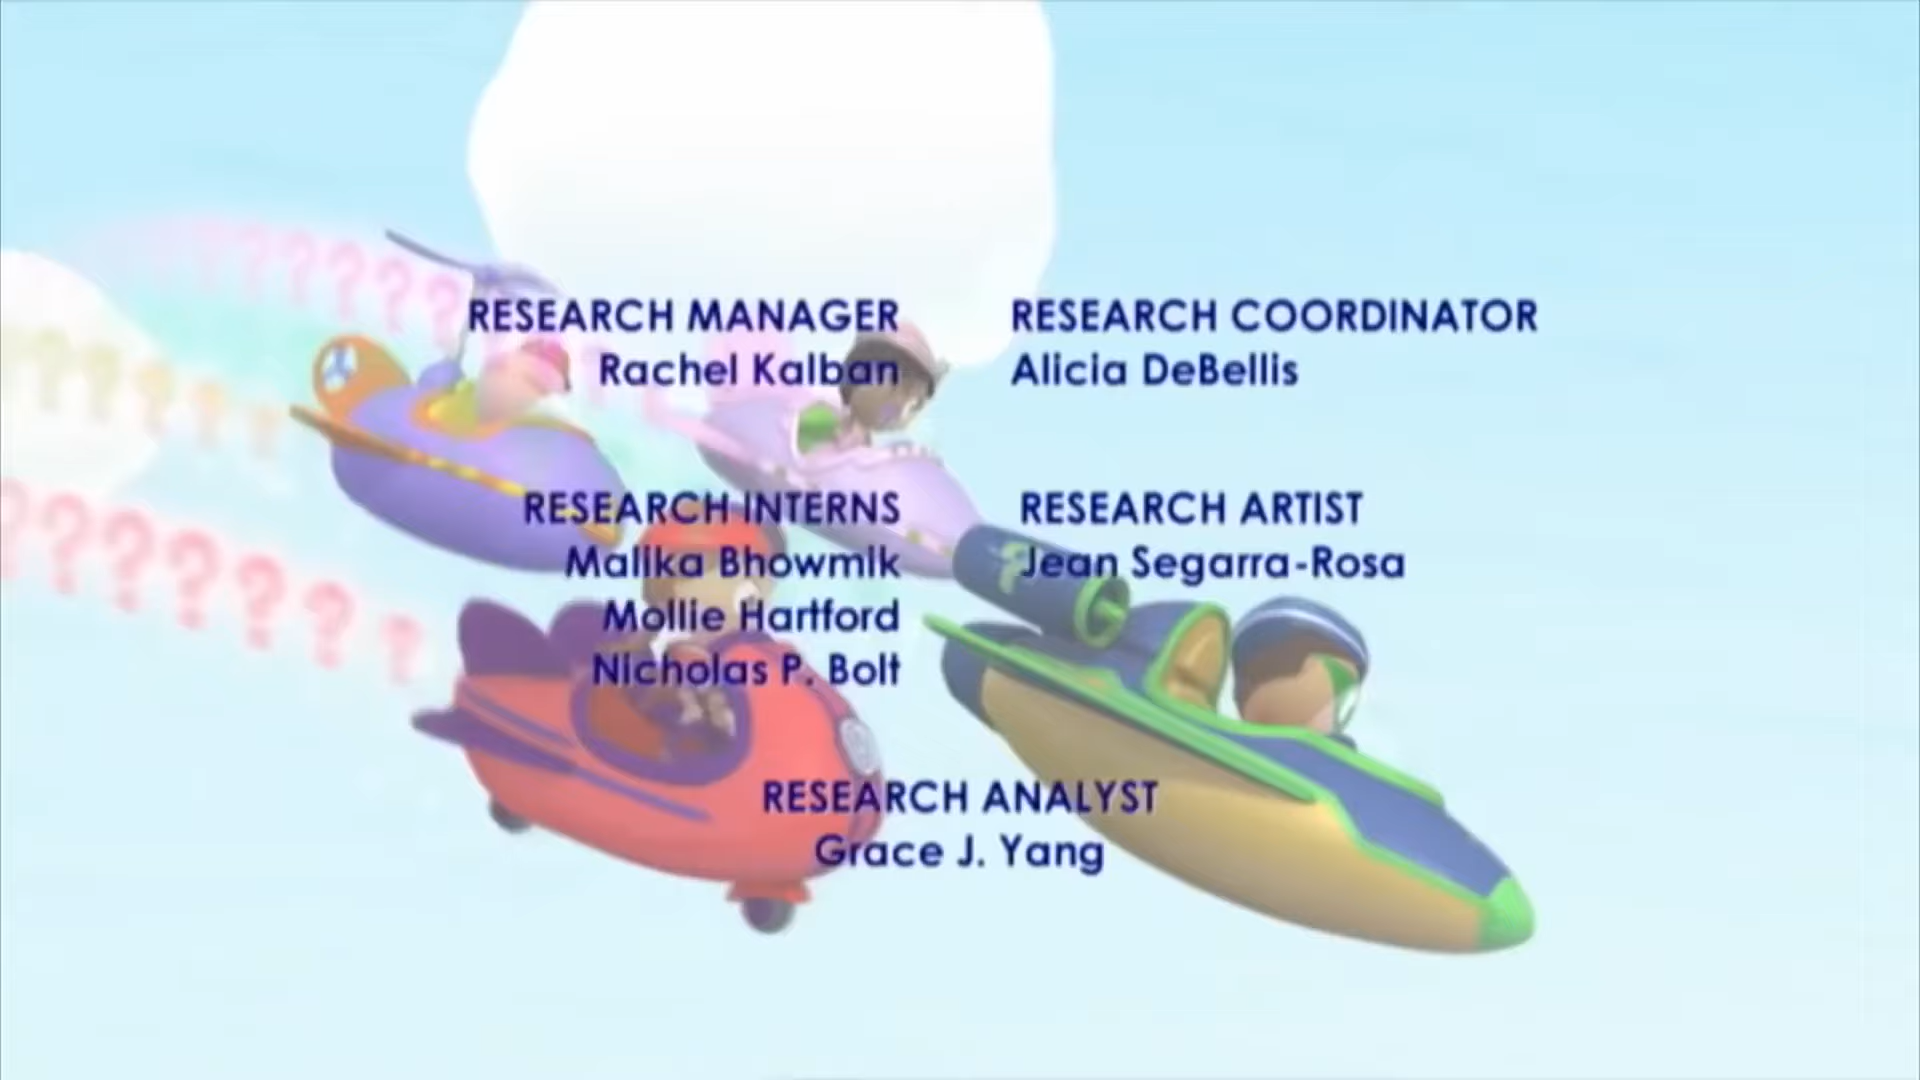 RESEARCH MANAGER
Rachel Kalban
RESEARCH COORDINATOR
Alicia DeBellis
RESEARCH INTERNS
Malika Bhowmik
Mollie Hartford
Nicholas P. Bolt
RESEARCH ARTIST
Jean Segarra-Rosa
RESEARCH ANALYST
Grace J. Yang